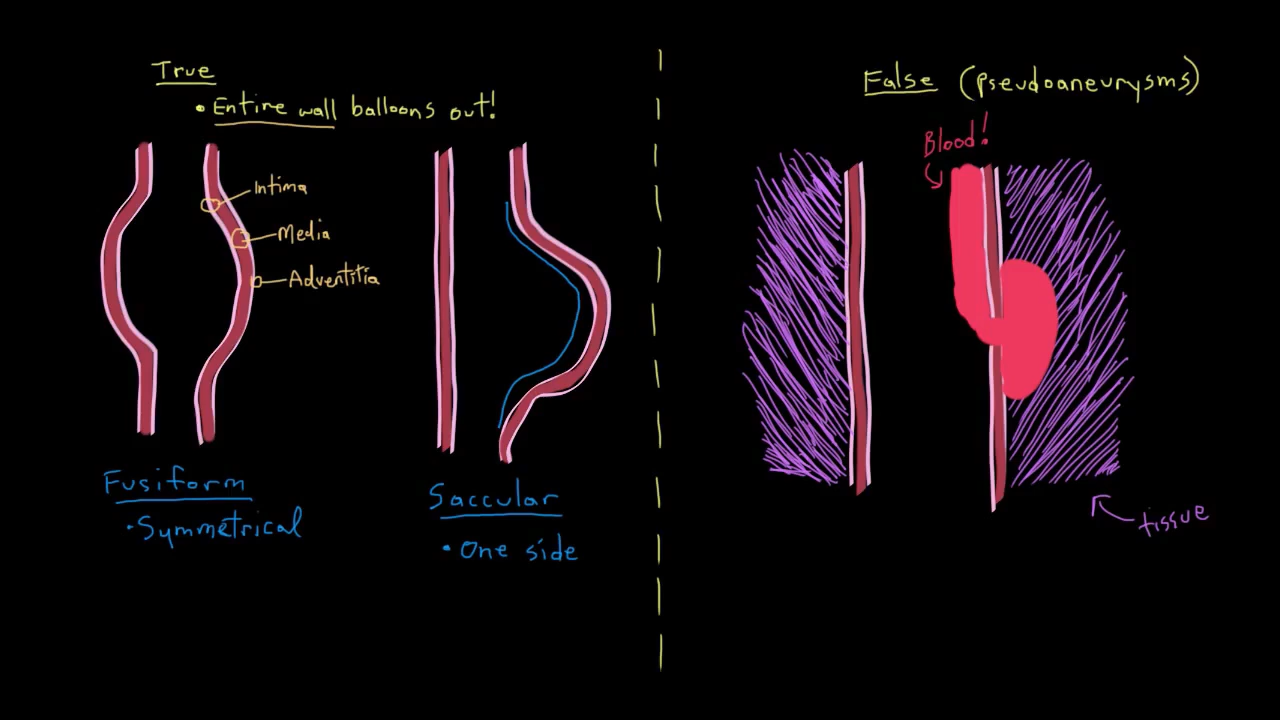 True
• Entire wall balloons out!
Intima
Media
Adventitia
Fusiform
• Symmetrical
Saccular
• One side
False (pseudoaneurysms)
Blood!
tissue